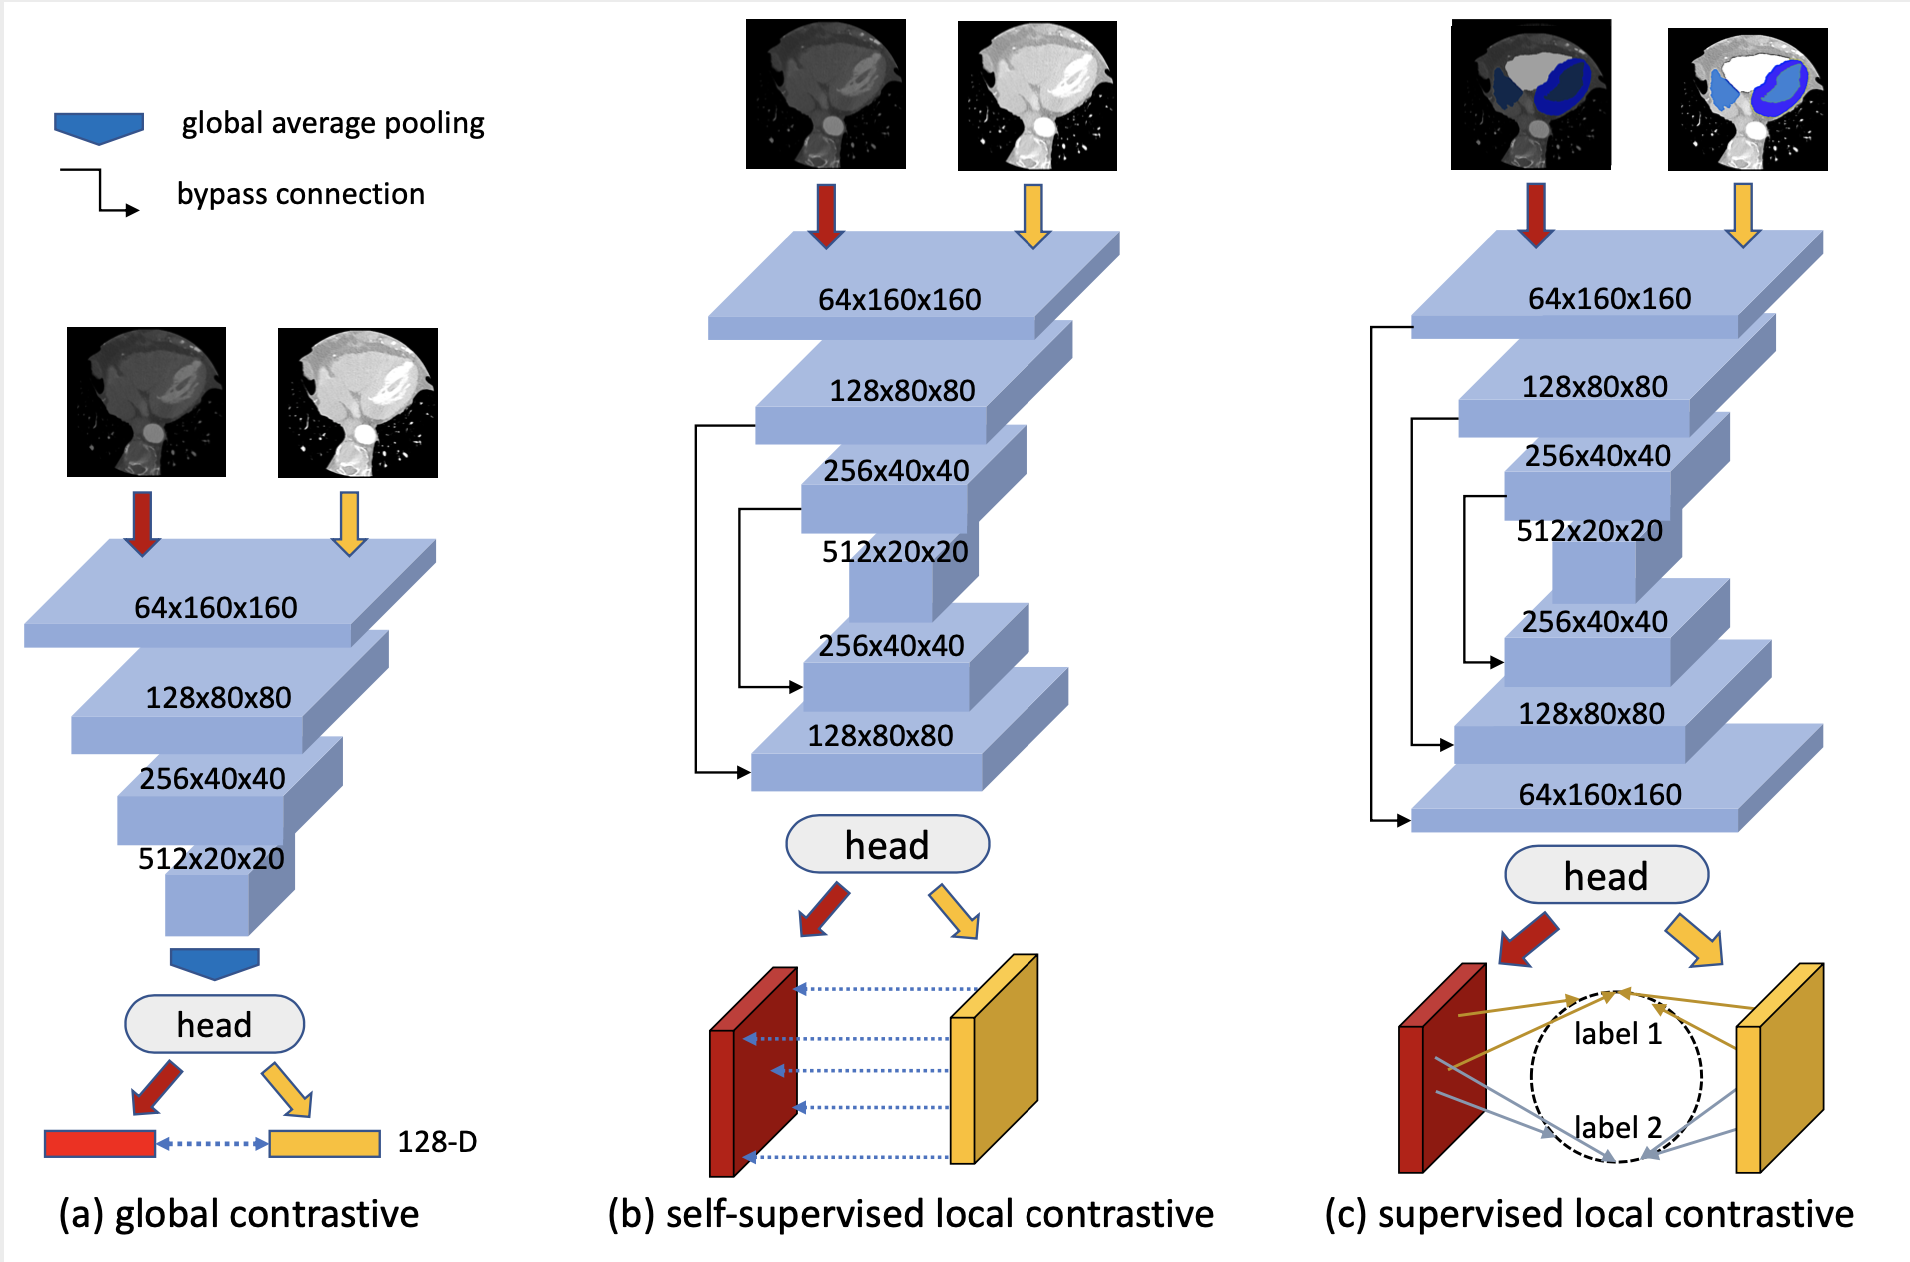 global average pooling
bypass connection
64x160x160
128x80x80
256x40x40
512x20x20
head
128-D
(a) global contrastive
64x160x160
128x80x80
256x40x40
512x20x20
256x40x40
128x80x80
head
(b) self-supervised local contrastive
64x160x160
128x80x80
256x40x40
512x20x20
256x40x40
128x80x80
64x160x160
head
label 1
label 2
(c) supervised local contrastive